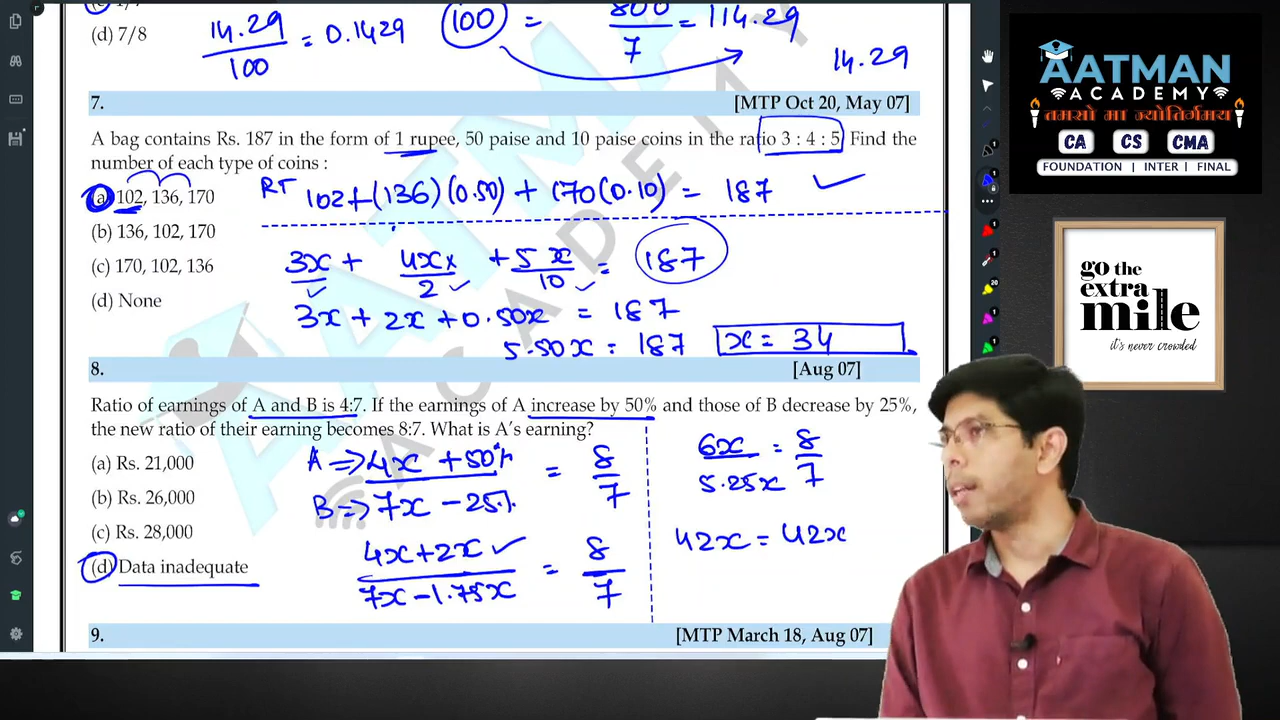 (d) 7/8
14.29/100 = 0.1429
100 = 800/7 = 114.29
14.29
7. [MTP Oct 20, May 07]
A bag contains Rs. 187 in the form of 1 rupee, 50 paise and 10 paise coins in the ratio 3 : 4 : 5 Find the
number of each type of coins :
(a) 102, 136, 170
RT 102+(136)(0.50) + 170(0.10) = 187
(b) 136, 102, 170
(c) 170, 102, 136
(d) None
3x + 4x/2 + 5x/10 = 187
3x + 2x + 0.50x = 187
5.50x = 187
x = 34
8. [Aug 07]
Ratio of earnings of A and B is 4:7. If the earnings of A increase by 50% and those of B decrease by 25%,
the new ratio of their earning becomes 8:7. What is A's earning?
(a) Rs. 21,000
(b) Rs. 26,000
(c) Rs. 28,000
(d) Data inadequate
A ⇒ 4x + 50%
B ⇒ 7x - 25%
= 8/7
4x+2x/7x-1.75x = 8/7
6x/5.25x = 8/7
42x = 42x
9. [MTP March 18, Aug 07]
AATMAN
ACADEMY
तमसो मा ज्योतिर्गमय
CA CS CMA
FOUNDATION | INTER | FINAL
go the
extra
mile
it's never crowded